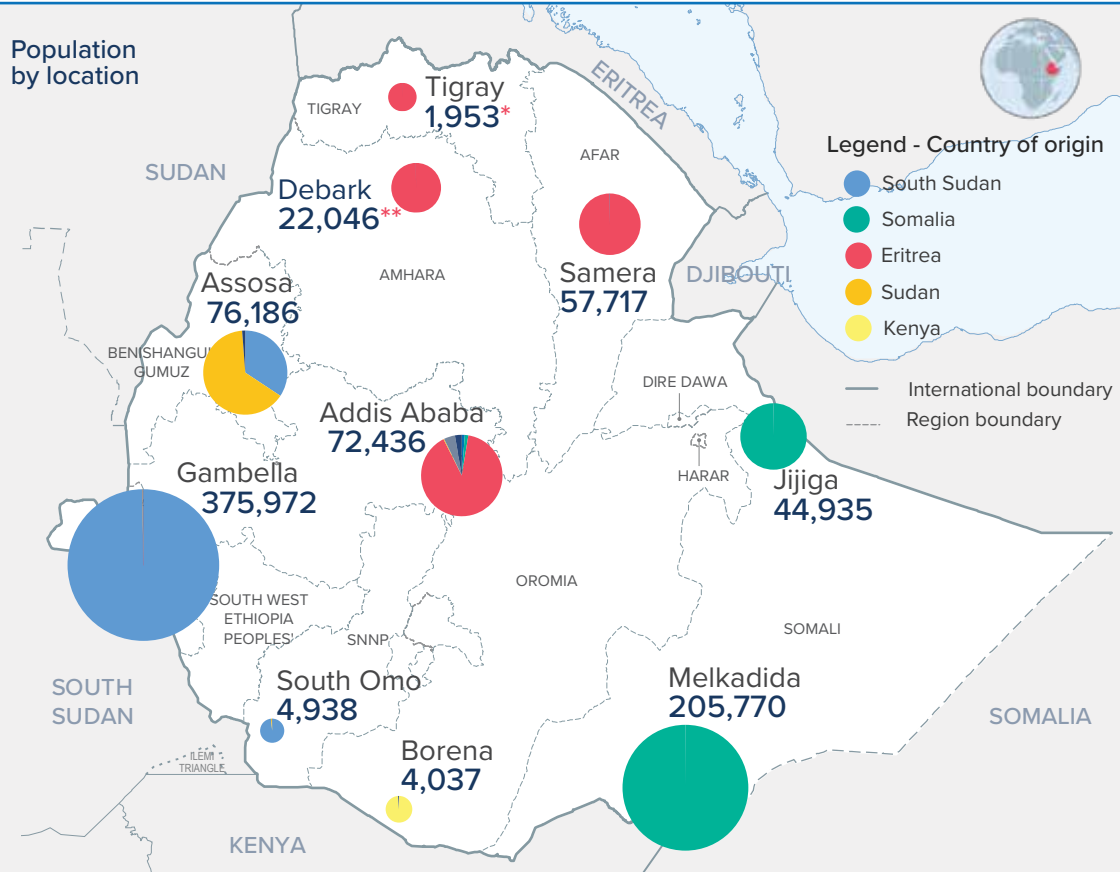 Population
by location
ERITREA
Tigray
1,953*
TIGRAY
Legend - Country of origin
South Sudan
Somalia
Eritrea
Sudan
Kenya
International boundary
Region boundary
SUDAN
AFAR
Debark
22,046**
Samera
57,717
DJIBOUTI
AMHARA
Assosa
76,186
BENISHANGU
GUMUZ
DIRE DAWA
Addis Ababa
72,436
HARAR
Jijiga
44,935
Gambella
375,972
OROMIA
SOUTH WEST
ETHIOPIA
PEOPLES'
SNNP
SOMALI
South Omo
4,938
Melkadida
205,770
SOUTH
SUDAN
SOMALIA
ILEMI
TRIANGLE
Borena
4,037
KENYA